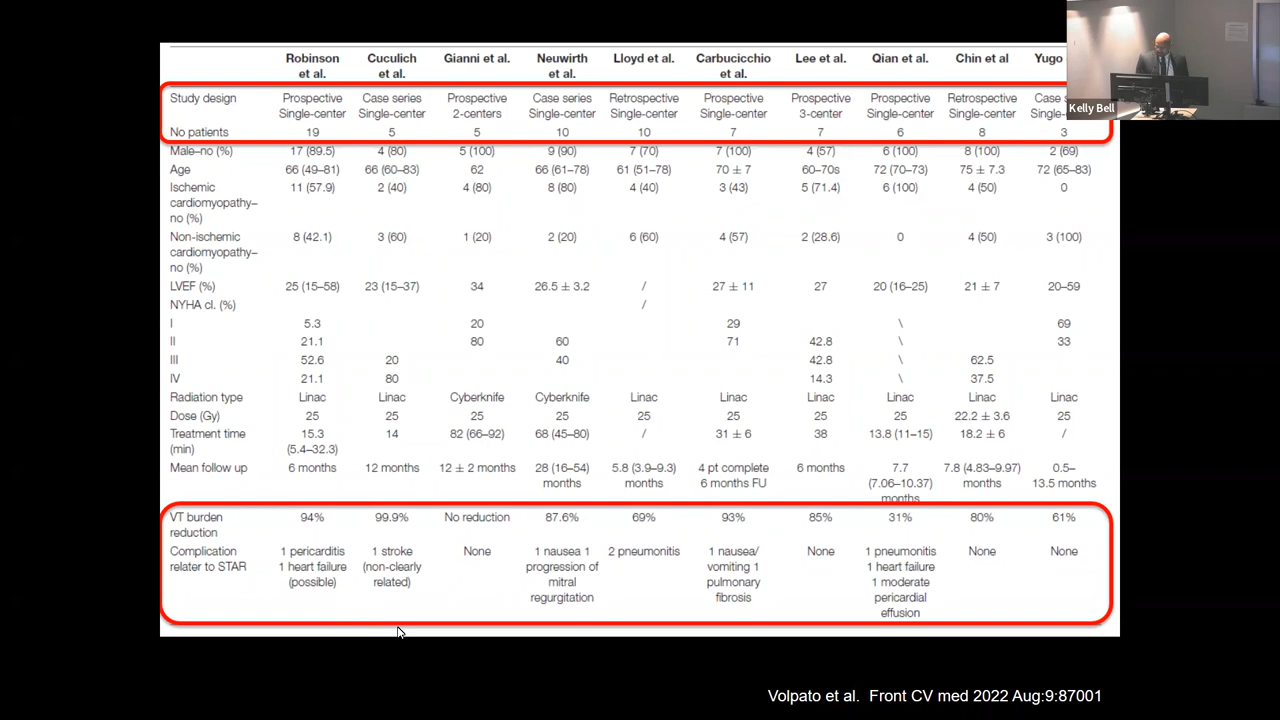 Robinson et al. Cuculich et al. Gianni et al. Neuwirth et al. Lloyd et al. Carbucicchio et al. Lee et al. Qian et al. Chin et al Yugo
Study design Prospective Single-center Case series Single-center Prospective 2-centers Case series Single-center Retrospective Single-center Prospective Single-center Prospective 3-center Prospective Single-center Retrospective Single-center Case
No patients 19 5 5 10 10 7 7 6 8 3
Male–no (%) 17 (89.5) 4 (80) 5 (100) 9 (90) 7 (70) 7 (100) 4 (57) 6 (100) 8 (100) 2 (69)
Age 66 (49–81) 66 (60–83) 62 66 (61–78) 61 (51–78) 70 ± 7 60–70s 72 (70–73) 75 ± 7.3 72 (65–83)
Ischemic cardiomyopathy–no (%) 11 (57.9) 2 (40) 4 (80) 8 (80) 4 (40) 3 (43) 5 (71.4) 6 (100) 4 (50) 0
Non-ischemic cardiomyopathy–no (%) 8 (42.1) 3 (60) 1 (20) 2 (20) 6 (60) 4 (57) 2 (28.6) 0 4 (50) 3 (100)
LVEF (%) 25 (15–58) 23 (15–37) 34 26.5 ± 3.2 / 27 ± 11 27 20 (16–25) 21 ± 7 20–59
NYHA cl. (%) /
I 5.3 20 29 \ 69
II 21.1 80 60 71 42.8 \ 33
III 52.6 20 40 42.8 \ 62.5
IV 21.1 80 14.3 \ 37.5
Radiation type Linac Linac Cyberknife Cyberknife Linac Linac Linac Linac Linac Linac
Dose (Gy) 25 25 25 25 25 25 25 25 22.2 ± 3.6 25
Treatment time (min) 15.3 (5.4–32.3) 14 82 (66–92) 68 (45–80) / 31 ± 6 38 13.8 (11–15) 18.2 ± 6 /
Mean follow up 6 months 12 months 12 ± 2 months 28 (16–54) months 5.8 (3.9–9.3) months 4 pt complete 6 months FU 6 months 7.7 (7.06–10.37) months 7.8 (4.83–9.97) months 0.5–13.5 months
VT burden reduction 94% 99.9% No reduction 87.6% 69% 93% 85% 31% 80% 61%
Complication relater to STAR 1 pericarditis 1 heart failure (possible) 1 stroke (non-clearly related) None 1 nausea 1 progression of mitral regurgitation 2 pneumonitis 1 nausea/ vomiting 1 pulmonary fibrosis None 1 pneumonitis 1 heart failure 1 moderate pericardial effusion None None
Kelly Bell
Volpato et al. Front CV med 2022 Aug:9:87001